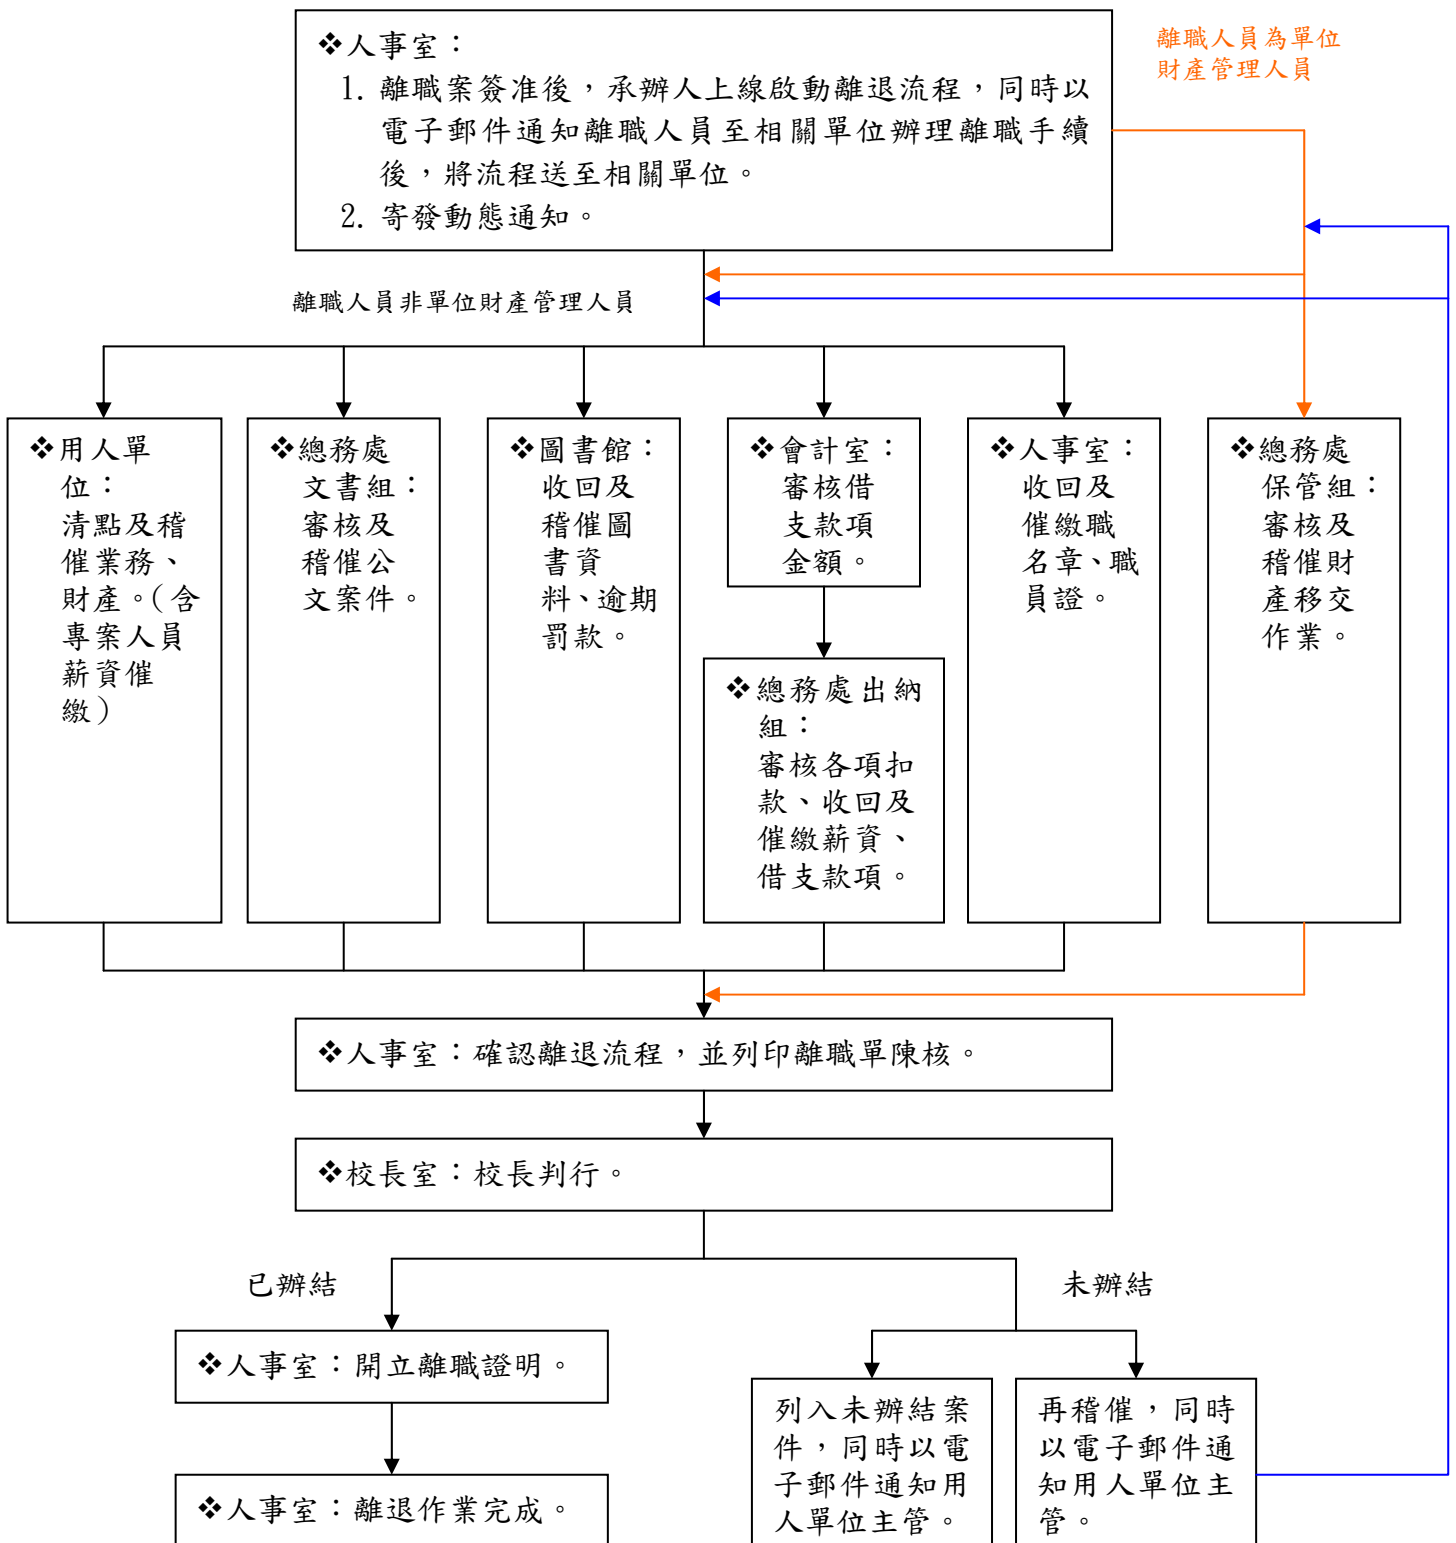 ❖人事室：
1. 離職案簽准後，承辦人上線啟動離退流程，同時以
電子郵件通知離職人員至相關單位辦理離職手續
後，將流程送至相關單位。
2. 寄發動態通知。
離職人員為單位
財產管理人員
離職人員非單位財產管理人員
❖用人單
位：
清點及稽
催業務、
財產。（含
專案人員
薪資催
繳）
❖總務處
文書組：
審核及
稽催公
文案件。
❖圖書館：
收回及
稽催圖
書資
料、逾期
罰款。
❖會計室：
審核借
支款項
金額。
❖總務處出納
組：
審核各項扣
款、收回及
催繳薪資、
借支款項。
❖人事室：
收回及
催繳職
名章、職
員證。
❖總務處
保管組：
審核及
稽催財
產移交
作業。
❖人事室：確認離退流程，並列印離職單陳核。
❖校長室：校長判行。
已辦結
未辦結
❖人事室：開立離職證明。
❖人事室：離退作業完成。
列入未辦結案
件，同時以電
子郵件通知用
人單位主管。
再稽催，同時
以電子郵件通
知用人單位主
管。